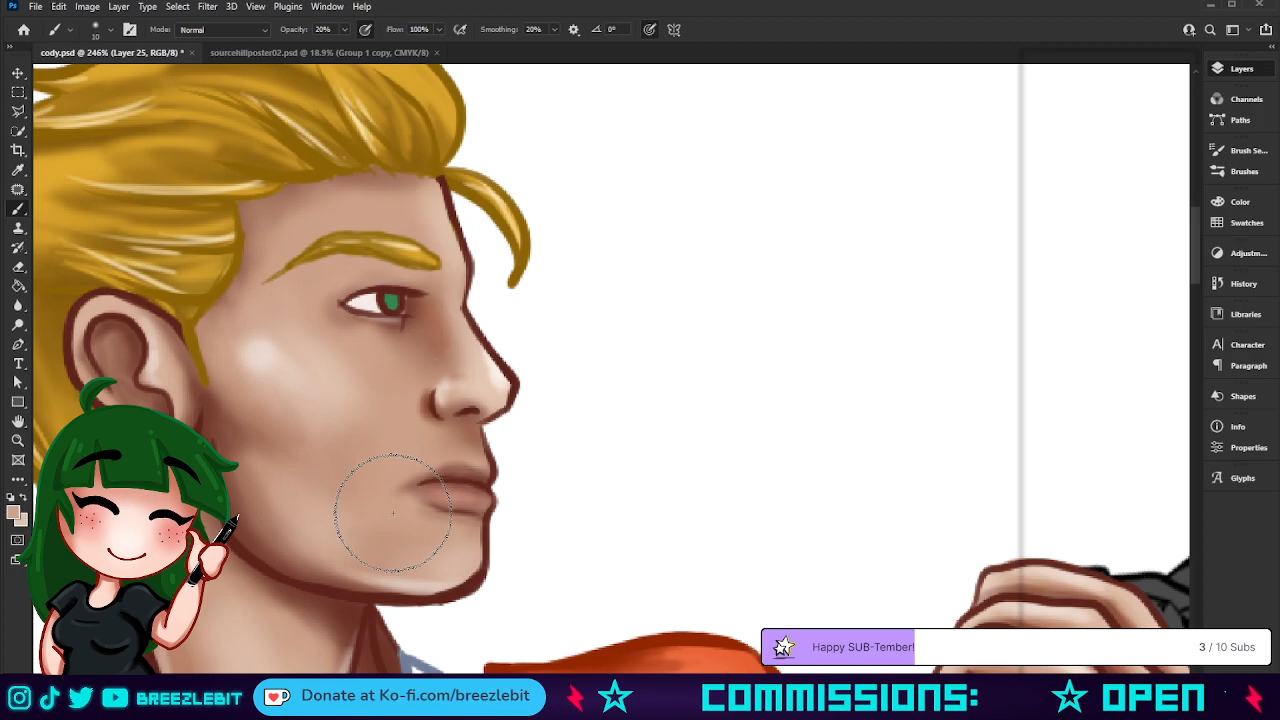 Ps File Edit Image Layer Type Select Filter 3D View Plugins Window Help
10 Mode: Normal Opacity: 20% Flow: 100% Smoothing: 20% 0°
cody.psd @ 246% (Layer 25, RGB/8) * × sourcehillposter02.psd @ 18.9% (Group 1 copy, CMYK/8) ×
Layers
Channels
Paths
Brush Se...
Brushes
Color
Swatches
Adjustm...
History
Libraries
Character
Paragraph
Shapes
Info
Properties
Glyphs
Happy SUB-Tember! 3 / 10 Subs
BREEZLEBIT Donate at Ko-fi.com/breezlebit COMMISSIONS: OPEN